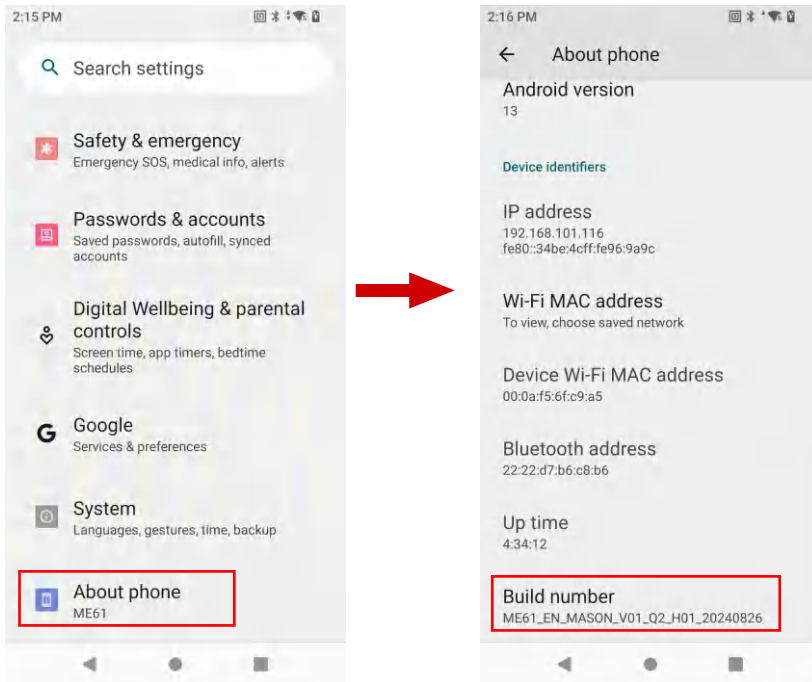 2:15 PM
Search settings
Safety & emergency
Emergency SOS, medical info, alerts
Passwords & accounts
Saved passwords, autofill, synced
accounts
Digital Wellbeing & parental
controls
Screen time, app timers, bedtime
schedules
Google
Services & preferences
System
Languages, gestures, time, backup
About phone
ME61
2:16 PM
About phone
Android version
13
Device identifiers
IP address
192.168.101.116
fe80::34be:4cff:fe96:9a9c
Wi-Fi MAC address
To view, choose saved network
Device Wi-Fi MAC address
00:0a:f5:6f:c9:a5
Bluetooth address
22:22:d7:b6:c8:b6
Up time
4:34:12
Build number
ME61_EN_MASON_V01_Q2_H01_20240826